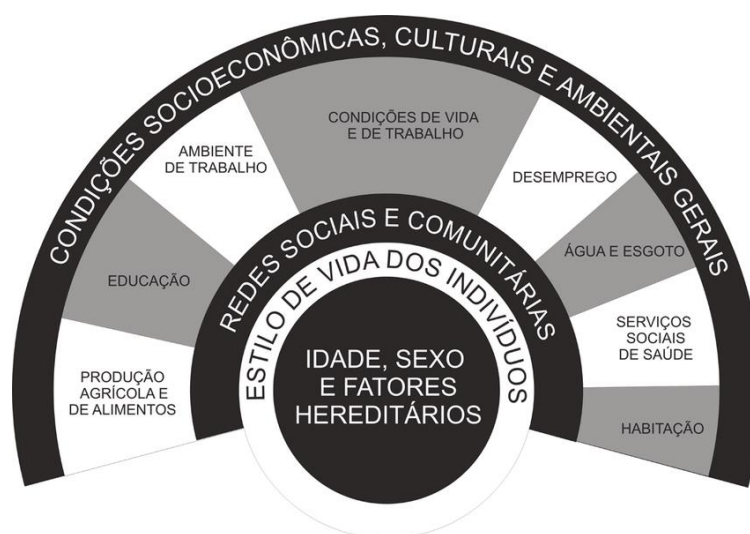 CONDIÇÕES SOCIOECONÔMICAS, CULTURAIS E AMBIENTAIS GERAIS
CONDIÇÕES DE VIDA
E DE TRABALHO
AMBIENTE
DE TRABALHO
DESEMPREGO
EDUCAÇÃO
ÁGUA E ESGOTO
PRODUÇÃO
AGRÍCOLA E
DE ALIMENTOS
SERVIÇOS
SOCIAIS
DE SAÚDE
HABITAÇÃO
REDES SOCIAIS E COMUNITÁRIAS
ESTILO DE VIDA DOS INDIVÍDUOS
IDADE, SEXO
E FATORES
HEREDITÁRIOS